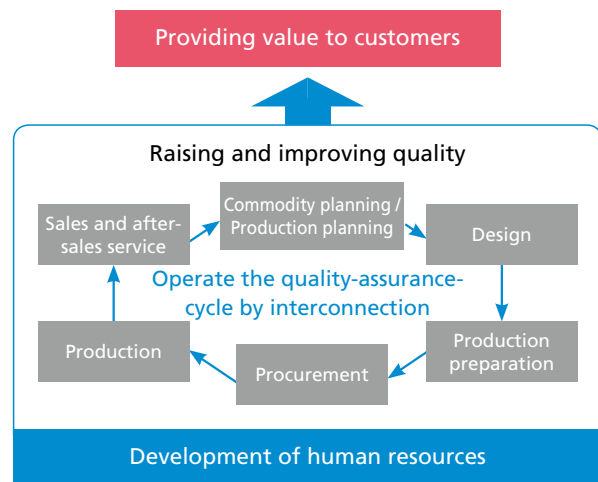 Providing value to customers
Raising and improving quality
Commodity planning /
Production planning
Sales and after-
sales service
Design
Operate the quality-assurance-
cycle by interconnection
Production
Procurement
Production
preparation
Development of human resources